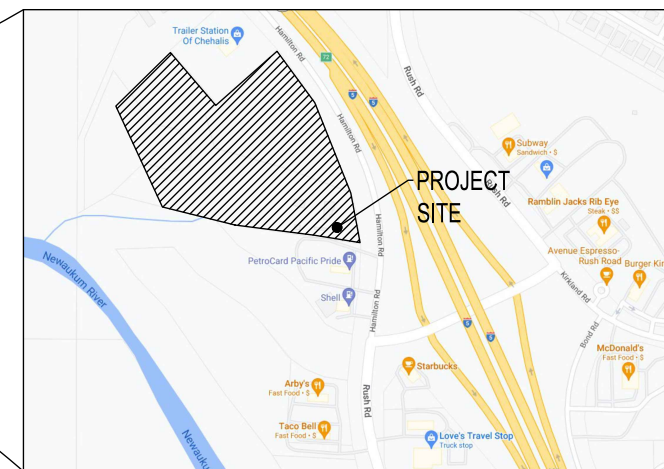 Trailer Station
Of Chehalis
Hamilton Rd
72
5
5
Rush Rd
Hamilton Rd
Subway
Sandwich • $
PROJECT
SITE
Rush Rd
Ramblin Jacks Rib Eye
Steak • $$
Hamilton Rd
Avenue Espresso-
Rush Road
Burger Kin
PetroCard Pacific Pride
Newaukum River
Kirkland Rd
Shell
Hamilton Rd
5
5
Bond Rd
McDonald's
Fast Food • $
Starbucks
Arby's
Fast Food • $
Rush Rd
Taco Bell
Fast Food • $
Love's Travel Stop
Truck stop
Newauku